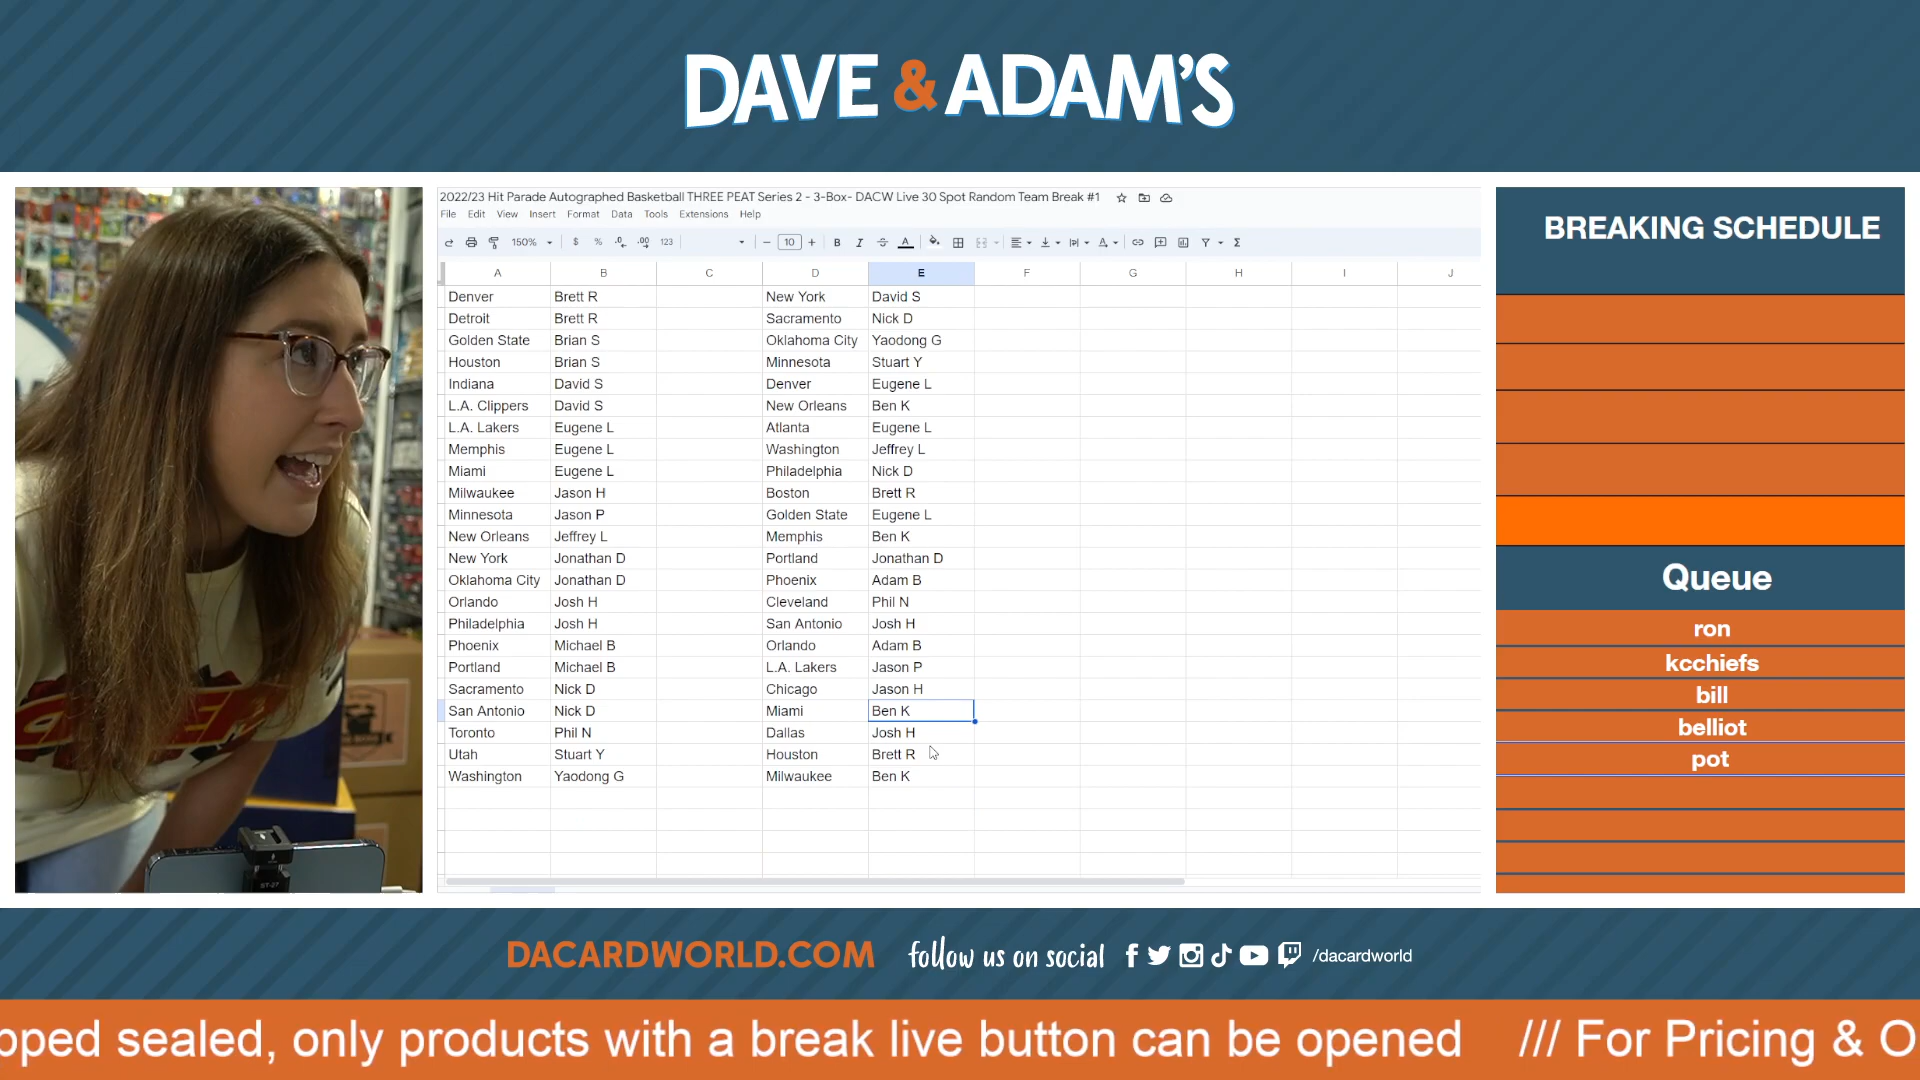 DAVE & ADAM'S
2022/23 Hit Parade Autographed Basketball THREE PEAT Series 2 - 3-Box- DACW Live 30 Spot Random Team Break #1
File Edit View Insert Format Data Tools Extensions Help
150% $ % .0 .00 123 10 B I A
A B C D E F G H I J
Denver Brett R New York David S
Detroit Brett R Sacramento Nick D
Golden State Brian S Oklahoma City Yaodong G
Houston Brian S Minnesota Stuart Y
Indiana David S Denver Eugene L
L.A. Clippers David S New Orleans Ben K
L.A. Lakers Eugene L Atlanta Eugene L
Memphis Eugene L Washington Jeffrey L
Miami Eugene L Philadelphia Nick D
Milwaukee Jason H Boston Brett R
Minnesota Jason P Golden State Eugene L
New Orleans Jeffrey L Memphis Ben K
New York Jonathan D Portland Jonathan D
Oklahoma City Jonathan D Phoenix Adam B
Orlando Josh H Cleveland Phil N
Philadelphia Josh H San Antonio Josh H
Phoenix Michael B Orlando Adam B
Portland Michael B L.A. Lakers Jason P
Sacramento Nick D Chicago Jason H
San Antonio Nick D Miami Ben K
Toronto Phil N Dallas Josh H
Utah Stuart Y Houston Brett R
Washington Yaodong G Milwaukee Ben K
BREAKING SCHEDULE
Queue
ron
kcchiefs
bill
belliot
pot
DACARDWORLD.COM follow us on social /dacardworld
pped sealed, only products with a break live button can be opened /// For Pricing & O